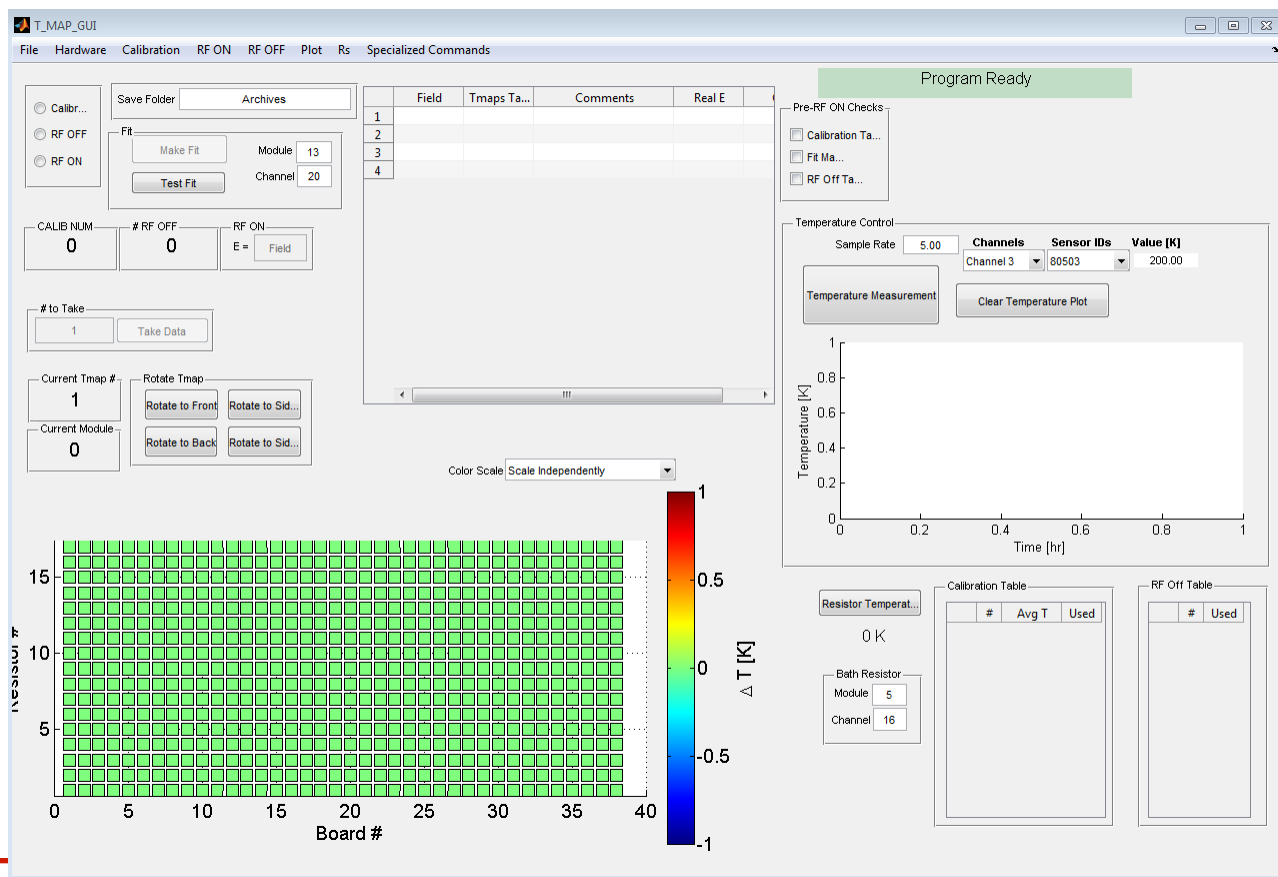 T_MAP_GUI
File Hardware Calibration RF ON RF OFF Plot Rs Specialized Commands
Program Ready
Calibr...
RF OFF
RF ON
Save Folder Archives
Fit
Make Fit
Test Fit
Module 13
Channel 20
CALIB NUM
0
# RF OFF
0
RF ON
E = Field
# to Take
1 Take Data
Current Tmap #
1
Current Module
0
Rotate Tmap
Rotate to Front Rotate to Sid...
Rotate to Back Rotate to Sid...
Field Tmaps Ta... Comments Real E
1
2
3
4
Pre-RF ON Checks
Calibration Ta...
Fit Ma...
RF Off Ta...
Temperature Control
Sample Rate 5.00
Channels Sensor IDs Value [K]
Channel 3 80503 200.00
Temperature Measurement
Clear Temperature Plot
1
0.8
0.6
0.4
0.2
0
Temperature [K]
0 0.2 0.4 0.6 0.8 1
Time [hr]
Color Scale Scale Independently
15
10
5
Resistor #
0 5 10 15 20 25 30 35 40
Board #
1
0.5
0
-0.5
-1
△ T [K]
Resistor Temperat...
0 K
Bath Resistor
Module 5
Channel 16
Calibration Table
# Avg T Used
RF Off Table
# Used